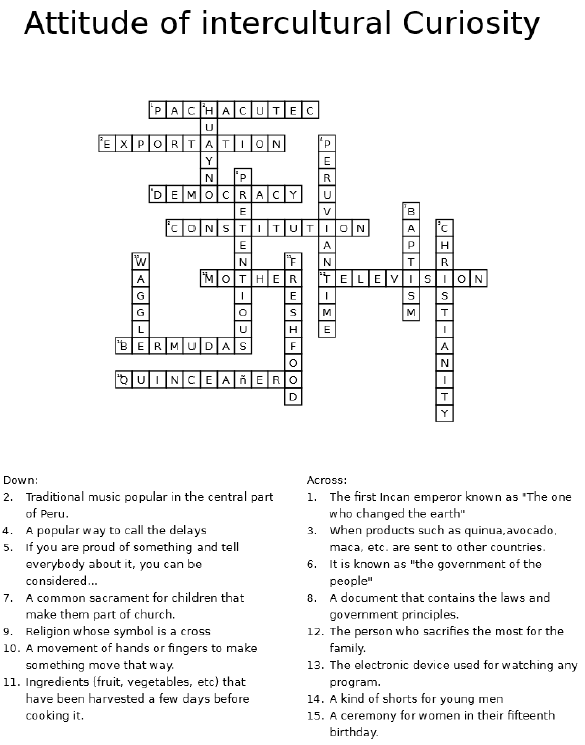 Attitude of intercultural Curiosity
PACHACUTEC
HUAYNO
EXPORTATION
PERUVIANTIME
PRETENTIOUS
DEMOCRACY
BAPTISM
CONSTITUTION
CHRISTIANITY
WAGGLE
FRESHFOOD
MOTHER
TELEVISION
BERMUDAS
QUINCEAñERO
Down:
2. Traditional music popular in the central part
of Peru.
4. A popular way to call the delays
5. If you are proud of something and tell
everybody about it, you can be
considered...
7. A common sacrament for children that
make them part of church.
9. Religion whose symbol is a cross
10. A movement of hands or fingers to make
something move that way.
11. Ingredients (fruit, vegetables, etc) that
have been harvested a few days before
cooking it.
Across:
1. The first Incan emperor known as "The one
who changed the earth"
3. When products such as quinua,avocado,
maca, etc. are sent to other countries.
6. It is known as "the government of the
people"
8. A document that contains the laws and
government principles.
12. The person who sacrifies the most for the
family.
13. The electronic device used for watching any
program.
14. A kind of shorts for young men
15. A ceremony for women in their fifteenth
birthday.